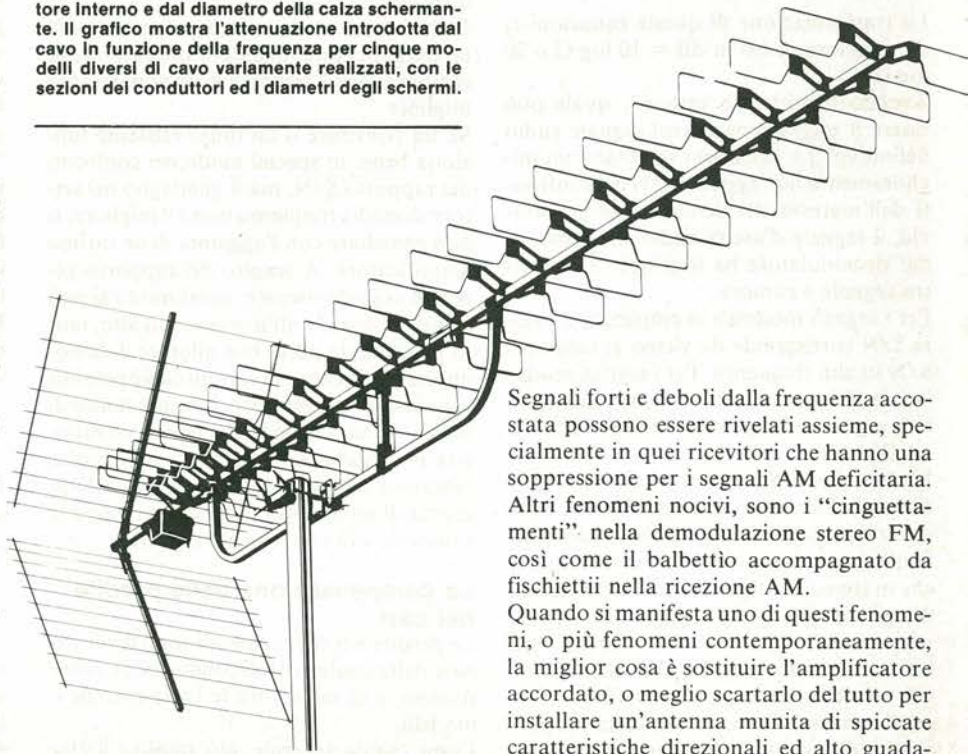 tore interno e dal diametro della calza scherman-
te. Il grafico mostra l'attenuazione introdotta dal
cavo in funzione della frequenza per cinque mo-
delli diversi di cavo variamente realizzati, con le
sezioni dei conduttori ed i diametri degli schermi.
Segnali forti e deboli dalla frequenza acco-
stata possono essere rivelati assieme, spe-
cialmente in quei ricevitori che hanno una
soppressione per i segnali AM deficitaria.
Altri fenomeni nocivi, sono i “cinguetta-
menti” nella demodulazione stereo FM,
così come il balbettìo accompagnato da
fischiettii nella ricezione AM.
Quando si manifesta uno di questi fenome-
ni, o più fenomeni contemporaneamente,
la miglior cosa è sostituire l'amplificatore
accordato, o meglio scartarlo del tutto per
installare un'antenna munita di spiccate
caratteristiche direzionali ed alto guada-